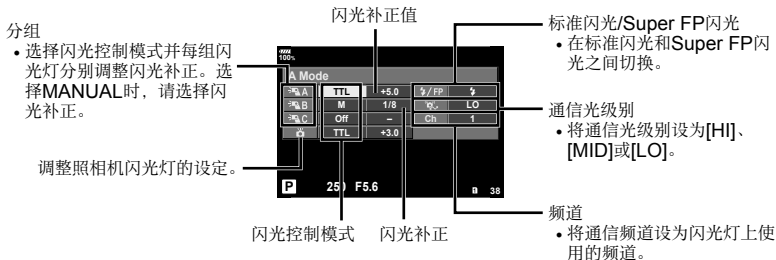 闪光补正值
分组
• 选择闪光控制模式并每组闪
光灯分别调整闪光补正。选
择MANUAL时，请选择闪
光补正。
调整照相机闪光灯的设定。
100%
A Mode
A TTL +5.0 /FP
B M 1/8 LO
C Off – Ch 1
TTL +3.0
P 250 F5.6 38
闪光控制模式
闪光补正
标准闪光/Super FP闪光
• 在标准闪光和Super FP闪
光之间切换。
通信光级别
• 将通信光级别设为[HI]、
[MID]或[LO]。
频道
• 将通信频道设为闪光灯上使
用的频道。